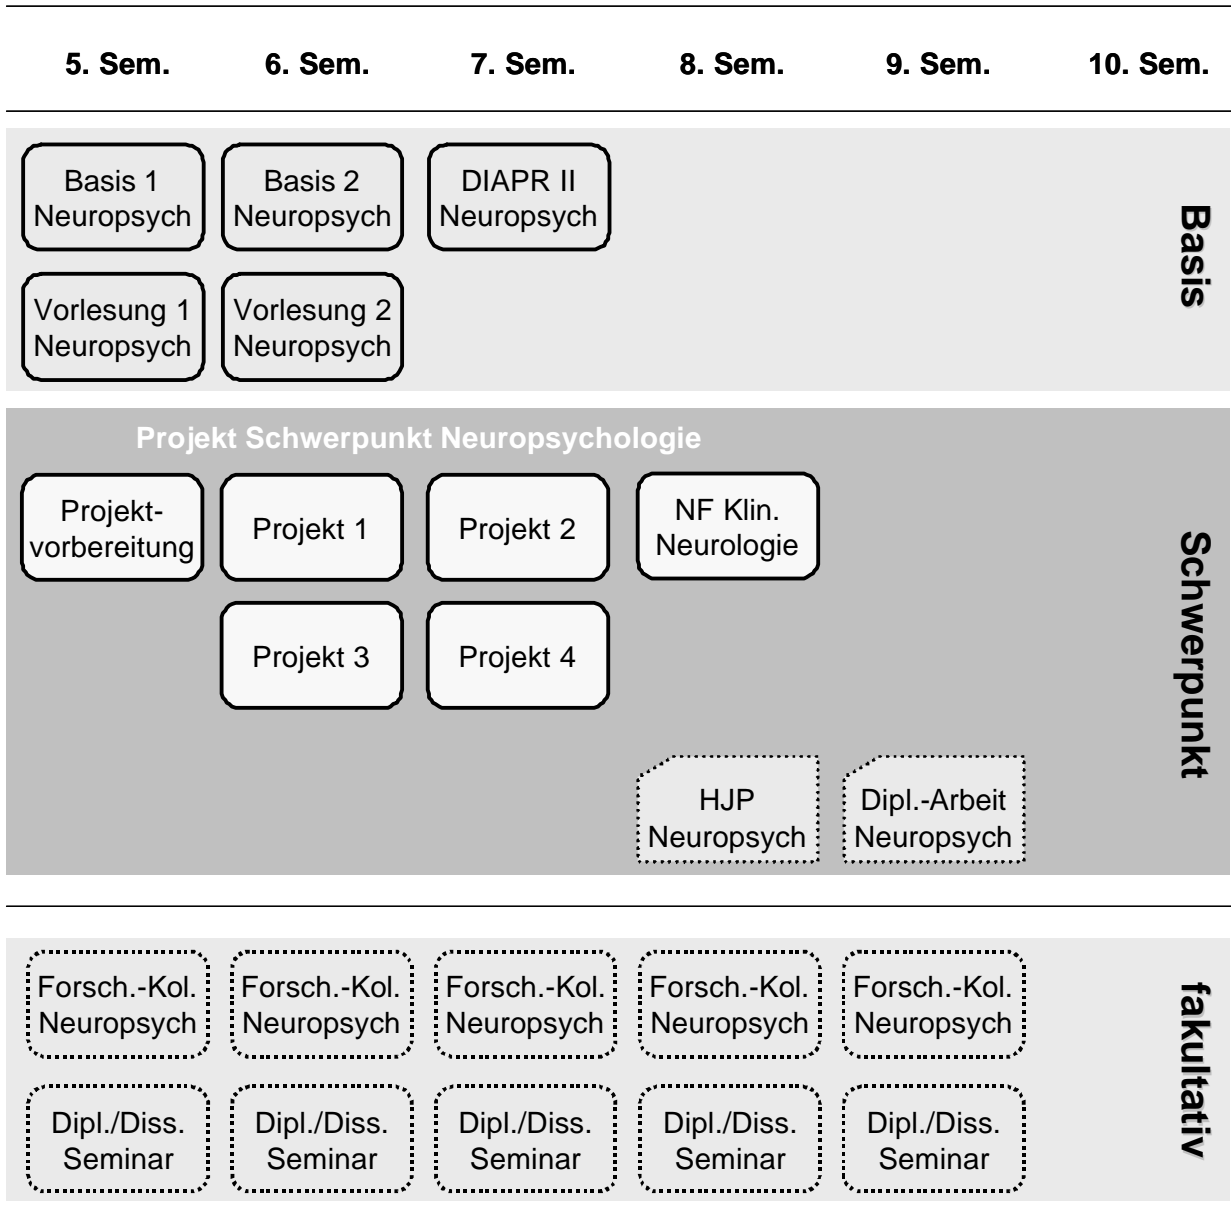 5. Sem. 6. Sem. 7. Sem. 8. Sem. 9. Sem. 10. Sem.
Basis 1 Basis 2 DIAPR II
Neuropsych Neuropsych Neuropsych
Vorlesung 1 Vorlesung 2
Neuropsych Neuropsych
Basis
Projekt Schwerpunkt Neuropsychologie
Projekt-
vorbereitung
Projekt 1
Projekt 2
NF Klin.
Neurologie
Projekt 3
Projekt 4
HJP
Neuropsych
Dipl.-Arbeit
Neuropsych
Schwerpunkt
Forsch.-Kol. Forsch.-Kol. Forsch.-Kol. Forsch.-Kol. Forsch.-Kol.
Neuropsych Neuropsych Neuropsych Neuropsych Neuropsych
Dipl./Diss. Dipl./Diss. Dipl./Diss. Dipl./Diss. Dipl./Diss.
Seminar Seminar Seminar Seminar Seminar
fakultativ